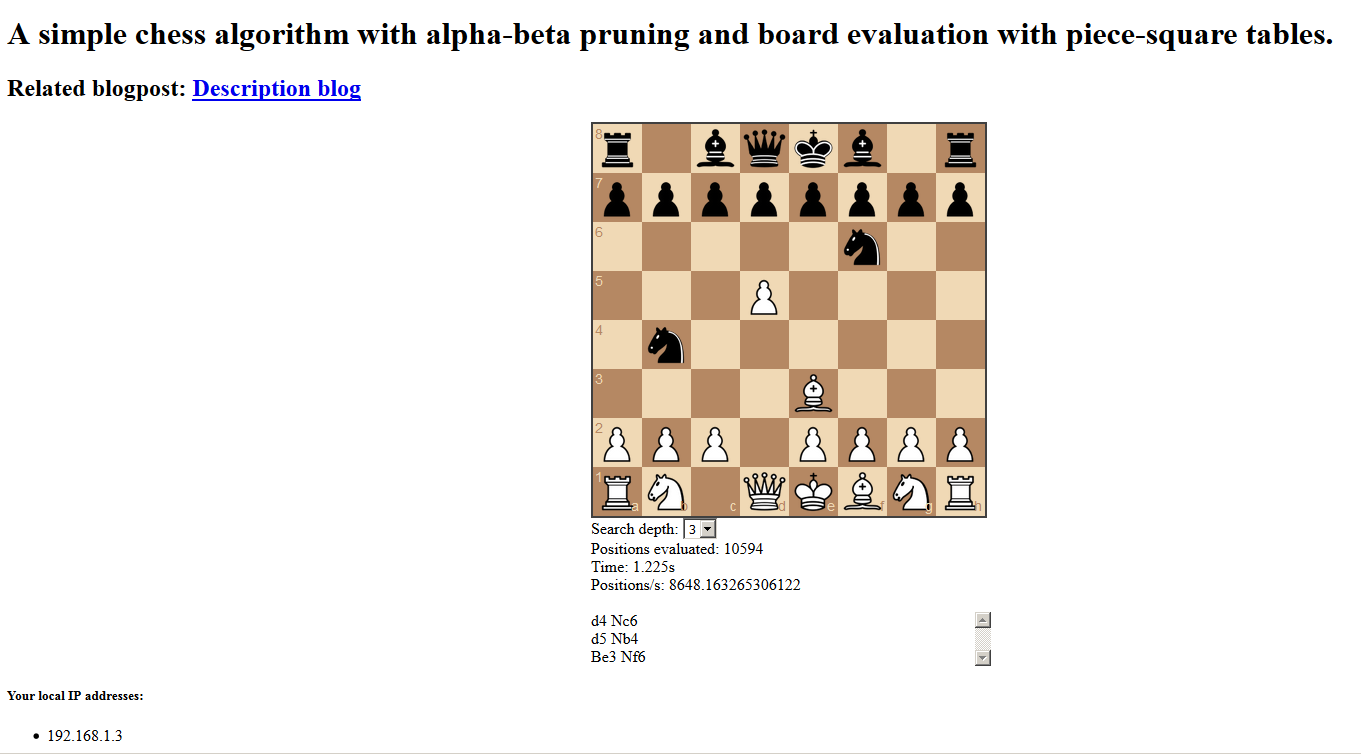 A simple chess algorithm with alpha-beta pruning and board evaluation with piece-square tables.
Related blogpost: Description blog
8
7
6
5
4
3
2
1
a b c d e f g h
Search depth: 3
Positions evaluated: 10594
Time: 1.225s
Positions/s: 8648.163265306122
d4 Nc6
d5 Nb4
Be3 Nf6
Your local IP addresses:
• 192.168.1.3